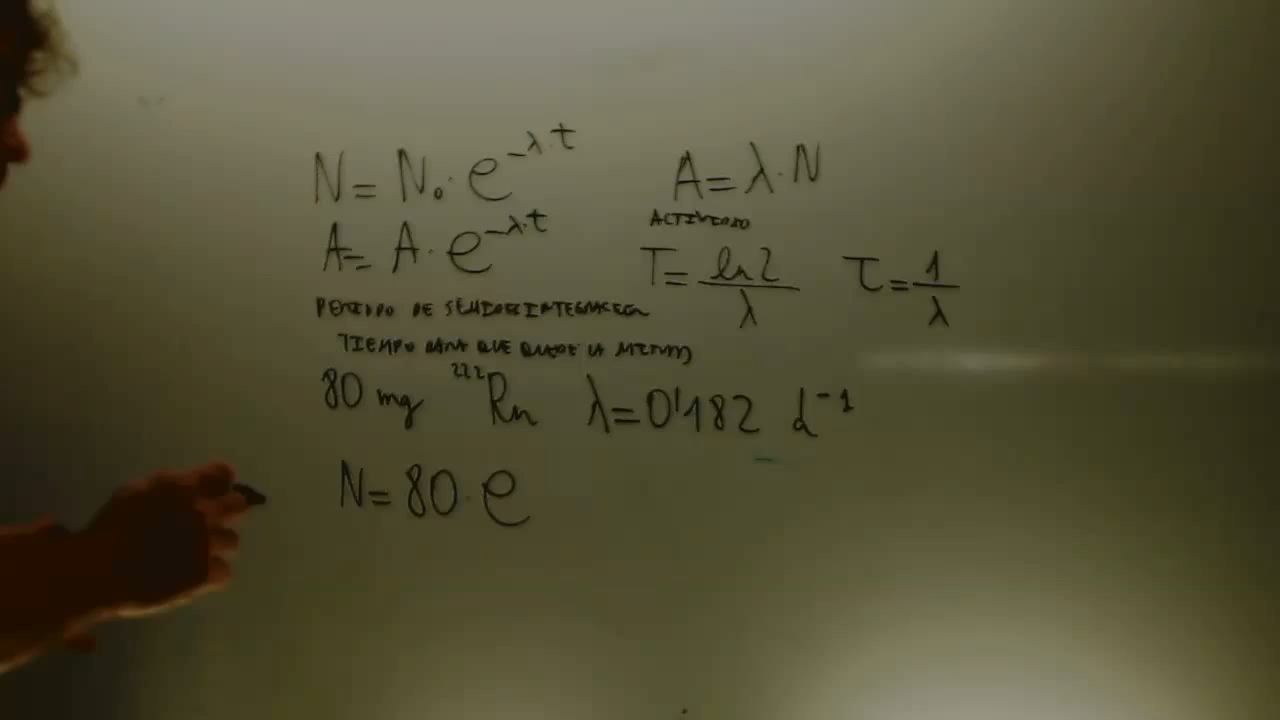 N = N₀ · e^(-λ·t) A = λ · N
ACTIVIDAD
A = A · e^(-λ·t) T = ln 2 / λ τ = 1 / λ
PERIODO DE SEMIDESINTEGRACION
TIEMPO PARA QUE QUEDE LA MITAD
80 mg ²²²Rn λ = 0'182 d⁻¹
N = 80 · e